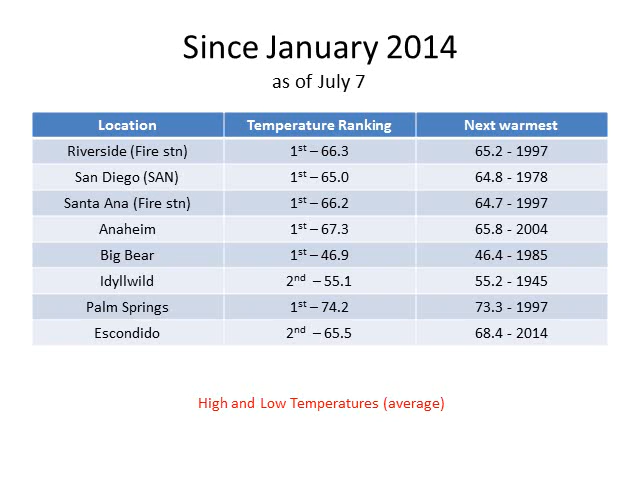 Since January 2014
as of July 7
Location Temperature Ranking Next warmest
Riverside (Fire stn) 1st – 66.3 65.2 - 1997
San Diego (SAN) 1st – 65.0 64.8 - 1978
Santa Ana (Fire stn) 1st – 66.2 64.7 - 1997
Anaheim 1st – 67.3 65.8 - 2004
Big Bear 1st – 46.9 46.4 - 1985
Idyllwild 2nd – 55.1 55.2 - 1945
Palm Springs 1st – 74.2 73.3 - 1997
Escondido 2nd – 65.5 68.4 - 2014
High and Low Temperatures (average)